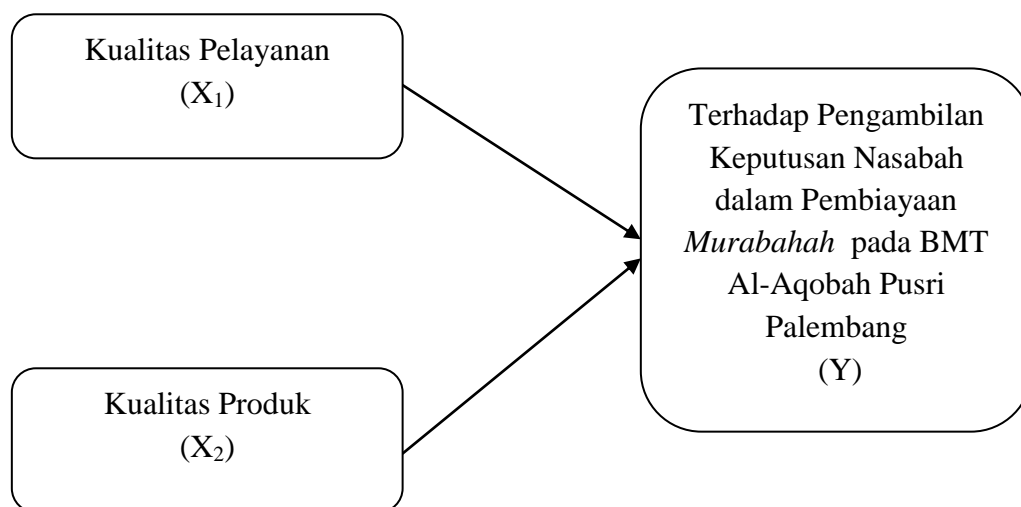 Kualitas Pelayanan
(X₁)
Terhadap Pengambilan
Keputusan Nasabah
dalam Pembiayaan
Murabahah pada BMT
Al-Aqobah Pusri
Palembang
(Y)
Kualitas Produk
(X₂)